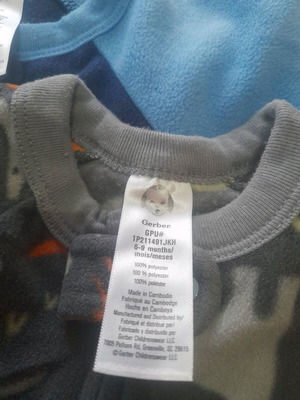 Gerber
GPU#
1P211491JKH
6-9 months/
mois/meses
100% polyester
100 % polyester
100% poliester
Made in Cambodia
Fabriqué au Cambodge
Hecho en Camboya
Manufactured and Distributed by/
Fabriqué et distribué par/
Fabricado y distribuido por/
Gerber Childrenswear LLC
7005 Pelham Rd, Greenville, SC 29615
©Gerber Childrenswear LLC